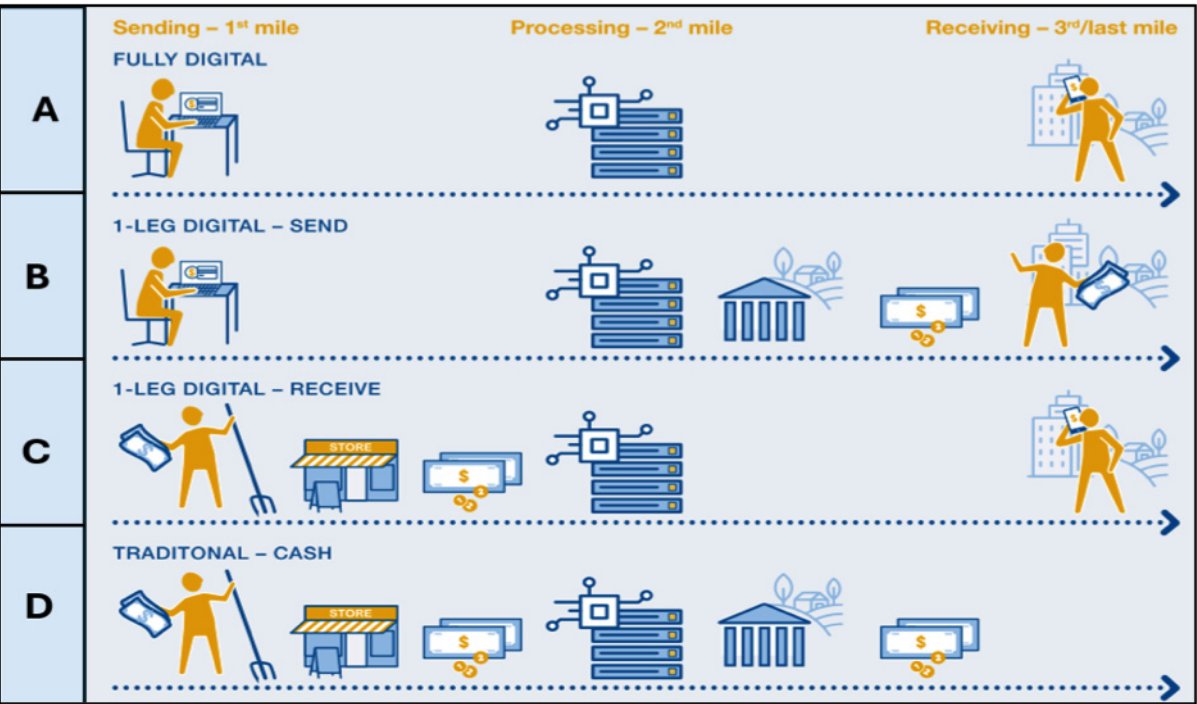 Sending – 1st mile
Processing – 2nd mile
Receiving – 3rd/last mile
A
FULLY DIGITAL
$
$
B
1-LEG DIGITAL – SEND
$
$
$
C
1-LEG DIGITAL – RECEIVE
$
STORE
$
$
D
TRADITONAL – CASH
$
STORE
$
$